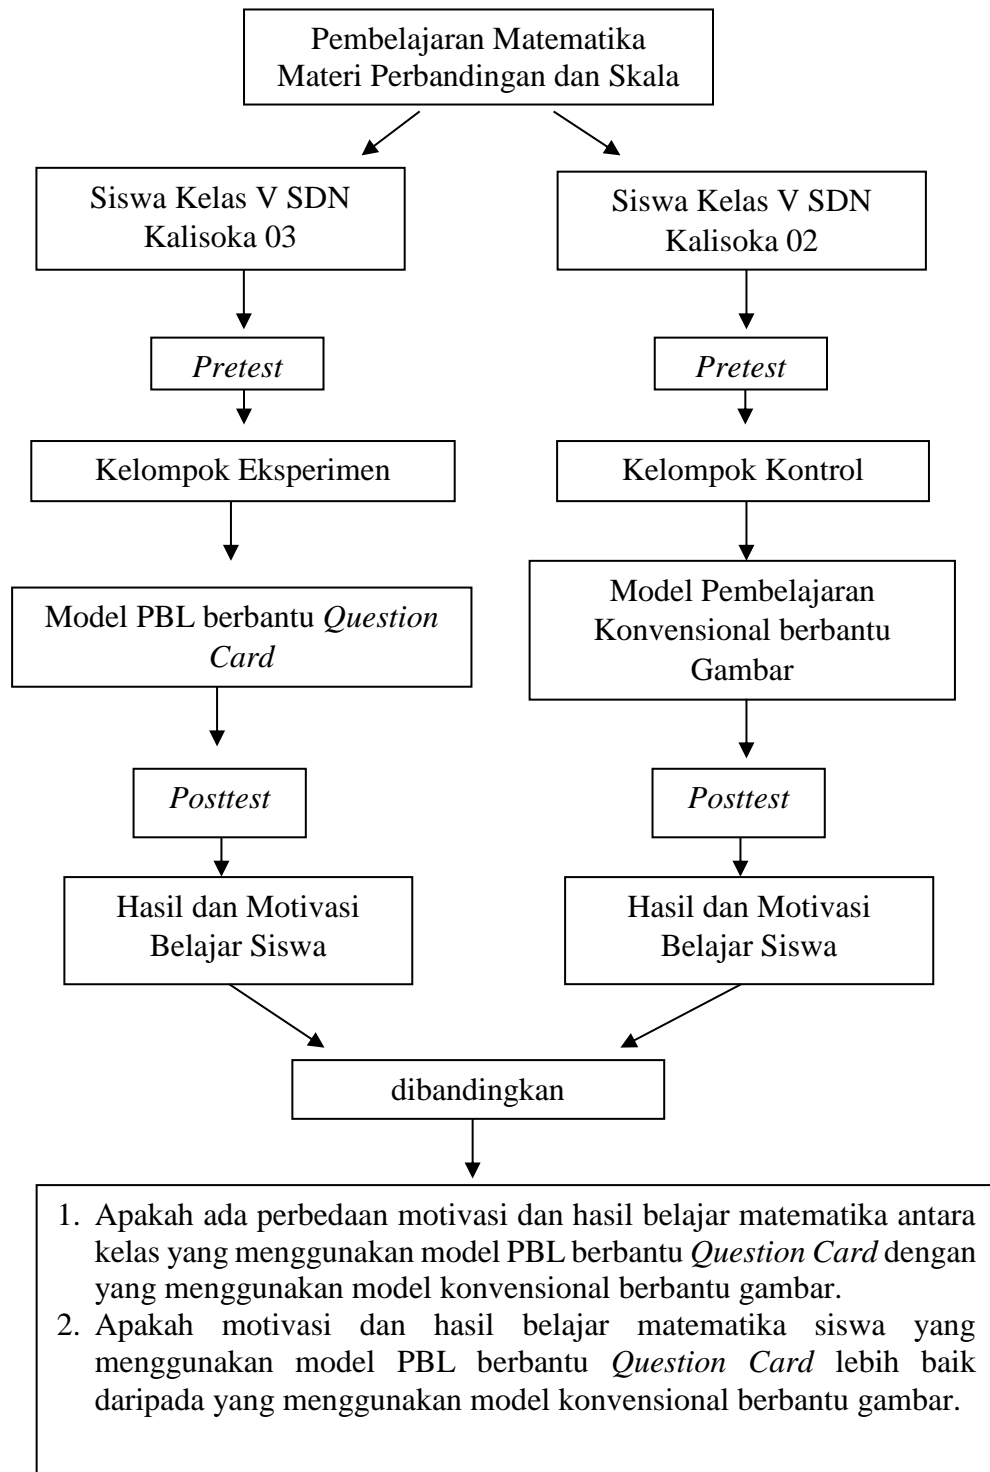 Pembelajaran Matematika
Materi Perbandingan dan Skala
Siswa Kelas V SDN
Kalisoka 03
Siswa Kelas V SDN
Kalisoka 02
Pretest
Pretest
Kelompok Eksperimen
Kelompok Kontrol
Model PBL berbantu Question
Card
Model Pembelajaran
Konvensional berbantu
Gambar
Posttest
Posttest
Hasil dan Motivasi
Belajar Siswa
Hasil dan Motivasi
Belajar Siswa
dibandingkan
1. Apakah ada perbedaan motivasi dan hasil belajar matematika antara
kelas yang menggunakan model PBL berbantu Question Card dengan
yang menggunakan model konvensional berbantu gambar.
2. Apakah motivasi dan hasil belajar matematika siswa yang
menggunakan model PBL berbantu Question Card lebih baik
daripada yang menggunakan model konvensional berbantu gambar.